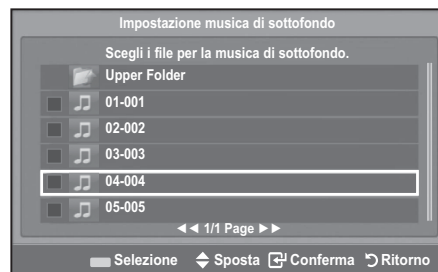 Impostazione musica di sottofondo
Scegli i file per la musica di sottofondo.
Upper Folder
01-001
02-002
03-003
04-004
05-005
◄◄ 1/1 Page ►►
Selezione Sposta Conferma Ritorno